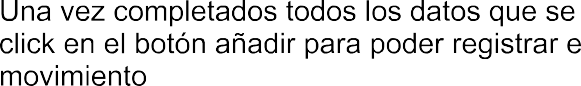 Una vez completados todos los datos que se
click en el botón añadir para poder registrar e
movimiento